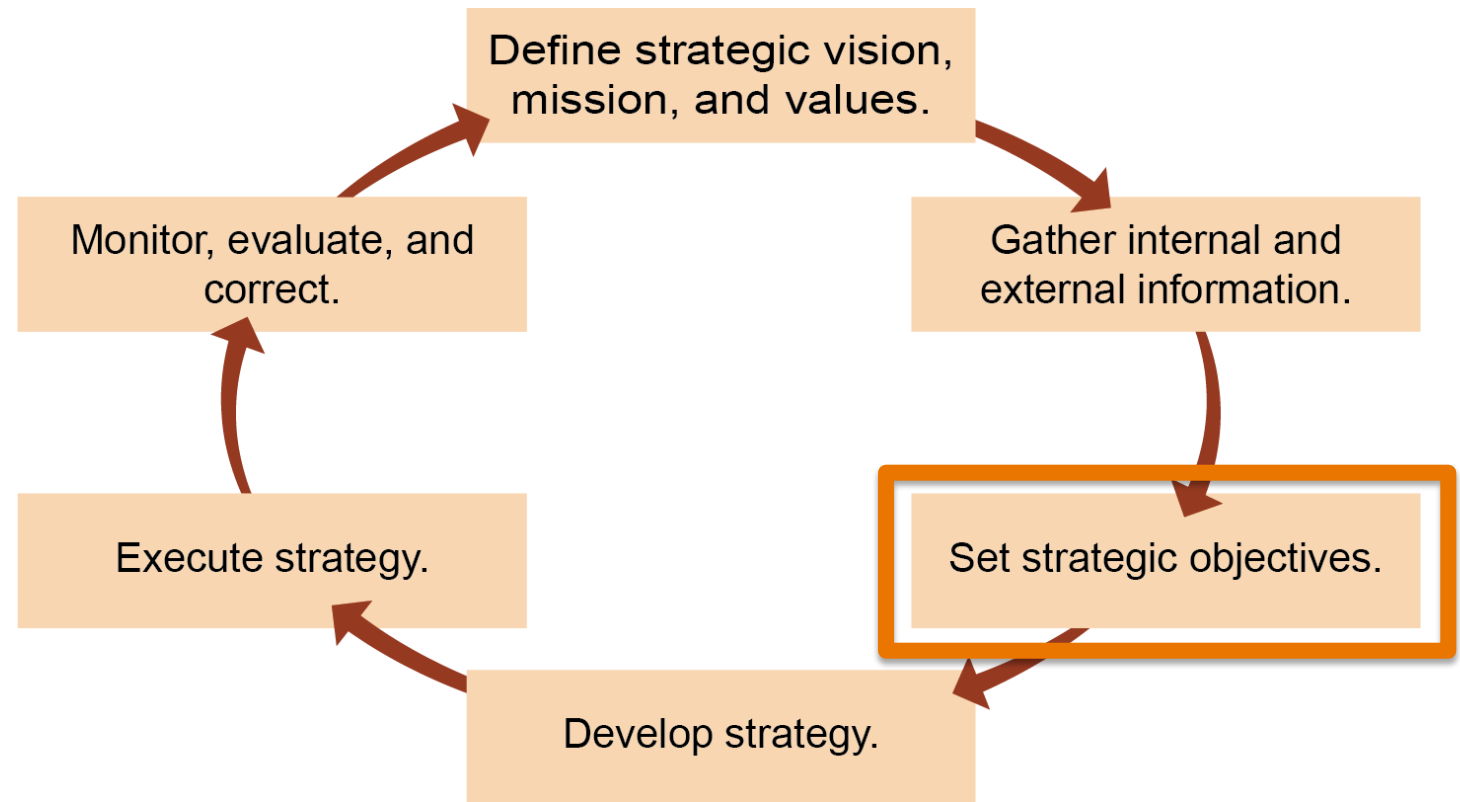 Define strategic vision,
mission, and values.
Gather internal and
external information.
Set strategic objectives.
Develop strategy.
Execute strategy.
Monitor, evaluate, and
correct.